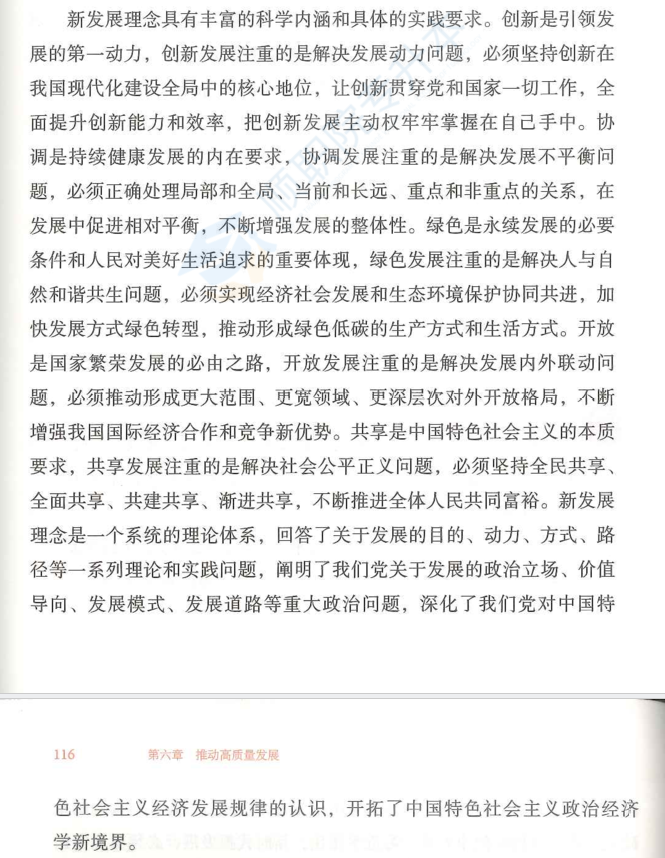 新发展理念具有丰富的科学内涵和具体的实践要求。创新是引领发
展的第一动力，创新发展注重的是解决发展动力问题，必须坚持创新在
我国现代化建设全局中的核心地位，让创新贯穿党和国家一切工作，全
面提升创新能力和效率，把创新发展主动权牢牢掌握在自己手中。协
调是持续健康发展的内在要求，协调发展注重的是解决发展不平衡问
题，必须正确处理局部和全局、当前和长远、重点和非重点的关系，在
发展中促进相对平衡，不断增强发展的整体性。绿色是永续发展的必要
条件和人民对美好生活追求的重要体现，绿色发展注重的是解决人与自
然和谐共生问题，必须实现经济社会发展和生态环境保护协同共进，加
快发展方式绿色转型，推动形成绿色低碳的生产方式和生活方式。开放
是国家繁荣发展的必由之路，开放发展注重的是解决发展内外联动问
题，必须推动形成更大范围、更宽领域、更深层次对外开放格局，不断
增强我国国际经济合作和竞争新优势。共享是中国特色社会主义的本质
要求，共享发展注重的是解决社会公平正义问题，必须坚持全民共享、
全面共享、共建共享、渐进共享，不断推进全体人民共同富裕。新发展
理念是一个系统的理论体系，回答了关于发展的目的、动力、方式、路
径等一系列理论和实践问题，阐明了我们党关于发展的政治立场、价值
导向、发展模式、发展道路等重大政治问题，深化了我们党对中国特
116 第六章 推动高质量发展
色社会主义经济发展规律的认识，开拓了中国特色社会主义政治经济
学新境界。
顺职院专升本